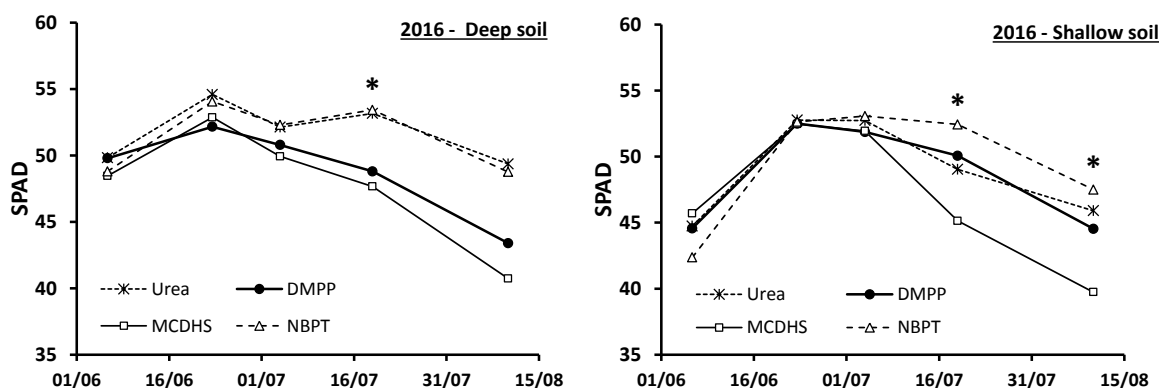 2016 - Deep soil
60
55
50
45
40
35
SPAD
*
Urea
DMPP
MCDHS
NBPT
01/06 16/06 01/07 16/07 31/07 15/08
2016 - Shallow soil
60
55
50
45
40
35
SPAD
*
*
Urea
DMPP
MCDHS
NBPT
01/06 16/06 01/07 16/07 31/07 15/08